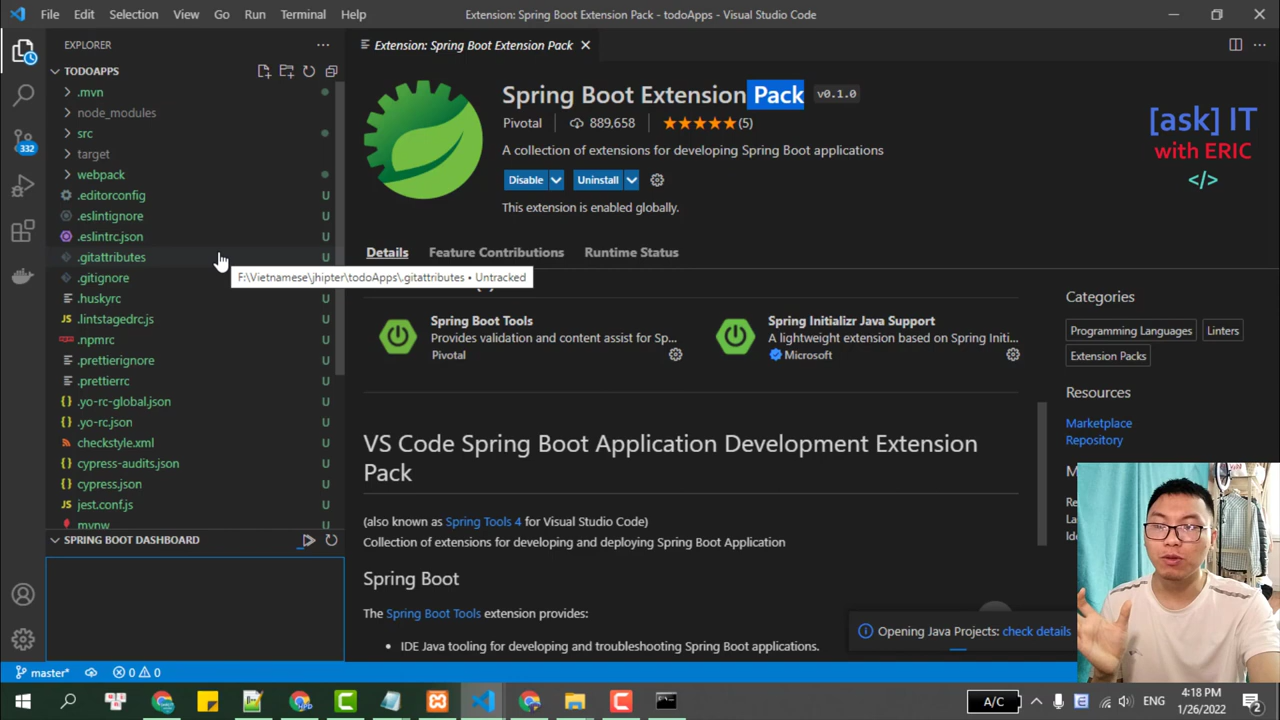 File Edit Selection View Go Run Terminal Help
Extension: Spring Boot Extension Pack - todoApps - Visual Studio Code
EXPLORER
TODOAPPS
.mvn
node_modules
src
target
webpack
.editorconfig U
.eslintignore U
.eslintrc.json U
.gitattributes U
.gitignore U
.huskyrc U
.lintstagedrc.js U
.npmrc U
.prettierignore U
.prettierrc U
.yo-rc-global.json U
.yo-rc.json U
checkstyle.xml U
cypress-audits.json U
cypress.json U
jest.conf.js U
mvnw U
332
F:\Vietnamese\jhipter\todoApps\.gitattributes • Untracked
SPRING BOOT DASHBOARD
Extension: Spring Boot Extension Pack
Spring Boot Extension Pack v0.1.0
Pivotal 889,658 (5)
A collection of extensions for developing Spring Boot applications
Disable Uninstall
This extension is enabled globally.
Details Feature Contributions Runtime Status
Spring Boot Tools
Provides validation and content assist for Sp...
Pivotal
Spring Initializr Java Support
A lightweight extension based on Spring Initi...
Microsoft
VS Code Spring Boot Application Development Extension
Pack
(also known as Spring Tools 4 for Visual Studio Code)
Collection of extensions for developing and deploying Spring Boot Application
Spring Boot
The Spring Boot Tools extension provides:
• IDE Java tooling for developing and troubleshooting Spring Boot applications.
[ask] IT
with ERIC
</>
Categories
Programming Languages Linters
Extension Packs
Resources
Marketplace
Repository
Opening Java Projects: check details
master* 0 0
A/C
ENG
4:18 PM
1/26/2022
2